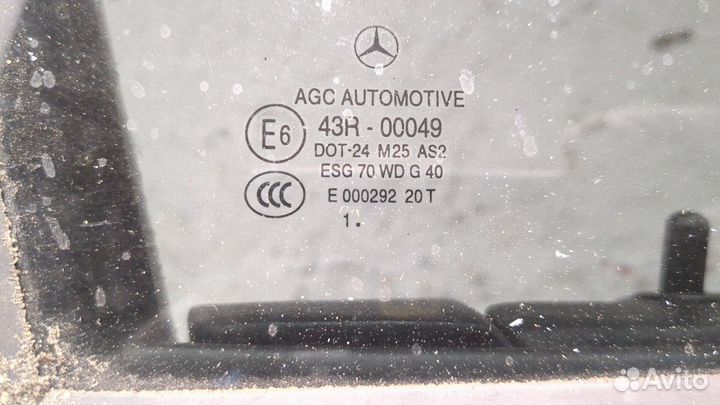 AGC AUTOMOTIVE
E6
43R - 00049
DOT-24 M25 AS2
ESG 70 WD G 40
CCC
E 000292 20 T
1.
Avito